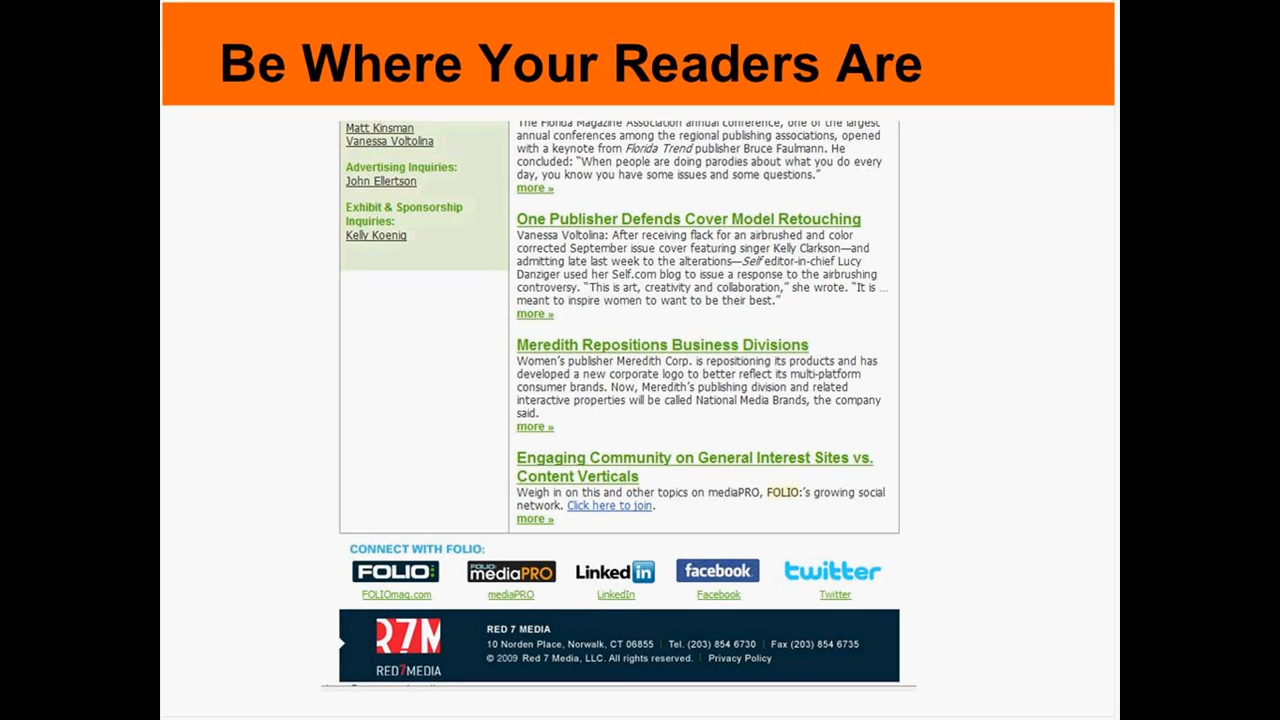 Be Where Your Readers Are
Matt Kinsman
Vanessa Voltolina
Advertising Inquiries:
John Ellertson
Exhibit & Sponsorship
Inquiries:
Kelly Koenig
The Florida Magazine Association annual conference, one of the largest
annual conferences among the regional publishing associations, opened
with a keynote from Florida Trend publisher Bruce Faulmann. He
concluded: “When people are doing parodies about what you do every
day, you know you have some issues and some questions.”
more »
One Publisher Defends Cover Model Retouching
Vanessa Voltolina: After receiving flack for an airbrushed and color
corrected September issue cover featuring singer Kelly Clarkson—and
admitting late last week to the alterations—Self editor-in-chief Lucy
Danziger used her Self.com blog to issue a response to the airbrushing
controversy. “This is art, creativity and collaboration,” she wrote. “It is ...
meant to inspire women to want to be their best.”
more »
Meredith Repositions Business Divisions
Women’s publisher Meredith Corp. is repositioning its products and has
developed a new corporate logo to better reflect its multi-platform
consumer brands. Now, Meredith’s publishing division and related
interactive properties will be called National Media Brands, the company
said.
more »
Engaging Community on General Interest Sites vs.
Content Verticals
Weigh in on this and other topics on mediaPRO, FOLIO:’s growing social
network. Click here to join.
more »
CONNECT WITH FOLIO:
FOLIO: FOLIO: mediaPRO Linked in facebook twitter
FOLIOmag.com mediaPRO LinkedIn Facebook Twitter
R7M
RED7MEDIA
RED 7 MEDIA
10 Norden Place, Norwalk, CT 06855 | Tel. (203) 854 6730 | Fax (203) 854 6735
© 2009 Red 7 Media, LLC. All rights reserved. | Privacy Policy